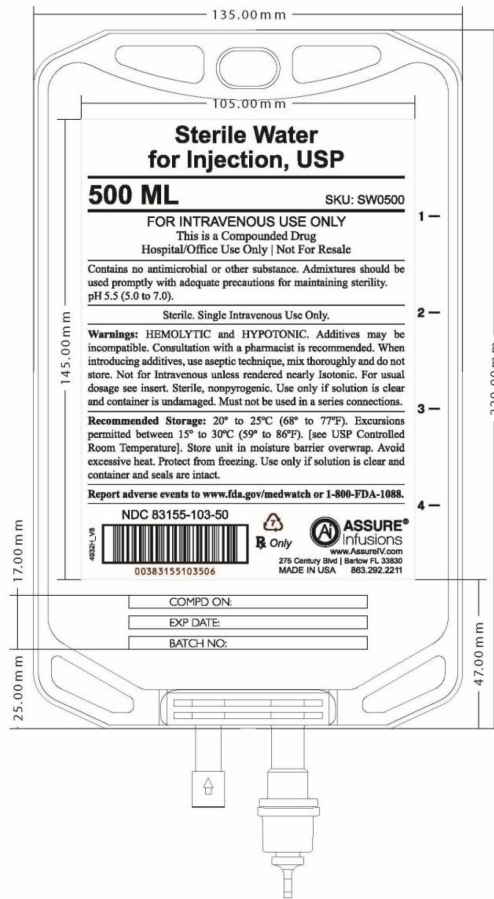 135.00mm
105.00mm
Sterile Water
for Injection, USP
500 ML SKU: SW0500
FOR INTRAVENOUS USE ONLY
This is a Compounded Drug
Hospital/Office Use Only | Not For Resale
Contains no antimicrobial or other substance. Admixtures should be
used promptly with adequate precautions for maintaining sterility.
pH 5.5 (5.0 to 7.0).
Sterile. Single Intravenous Use Only.
Warnings: HEMOLYTIC and HYPOTONIC. Additives may be
incompatible. Consultation with a pharmacist is recommended. When
introducing additives, use aseptic technique, mix thoroughly and do not
store. Not for Intravenous unless rendered nearly Isotonic. For usual
dosage see insert. Sterile, nonpyrogenic. Use only if solution is clear
and container is undamaged. Must not be used in a series connections.
Recommended Storage: 20° to 25°C (68° to 77°F). Excursions
permitted between 15° to 30°C (59° to 86°F). [see USP Controlled
Room Temperature]. Store unit in moisture barrier overwrap. Avoid
excessive heat. Protect from freezing. Use only if solution is clear and
container and seals are intact.
Report adverse events to www.fda.gov/medwatch or 1-800-FDA-1088.
1
2
3
4
145.00mm
NDC 83155-103-50
4932H_V6
00383155103506
7
Rx Only
Ai ASSURE®
Infusions
www.AssureIV.com
275 Century Blvd | Bartow FL 33830
MADE IN USA 863.292.2211
COMPD ON:
EXP DATE:
BATCH NO:
17.00mm
25.00mm
47.00mm